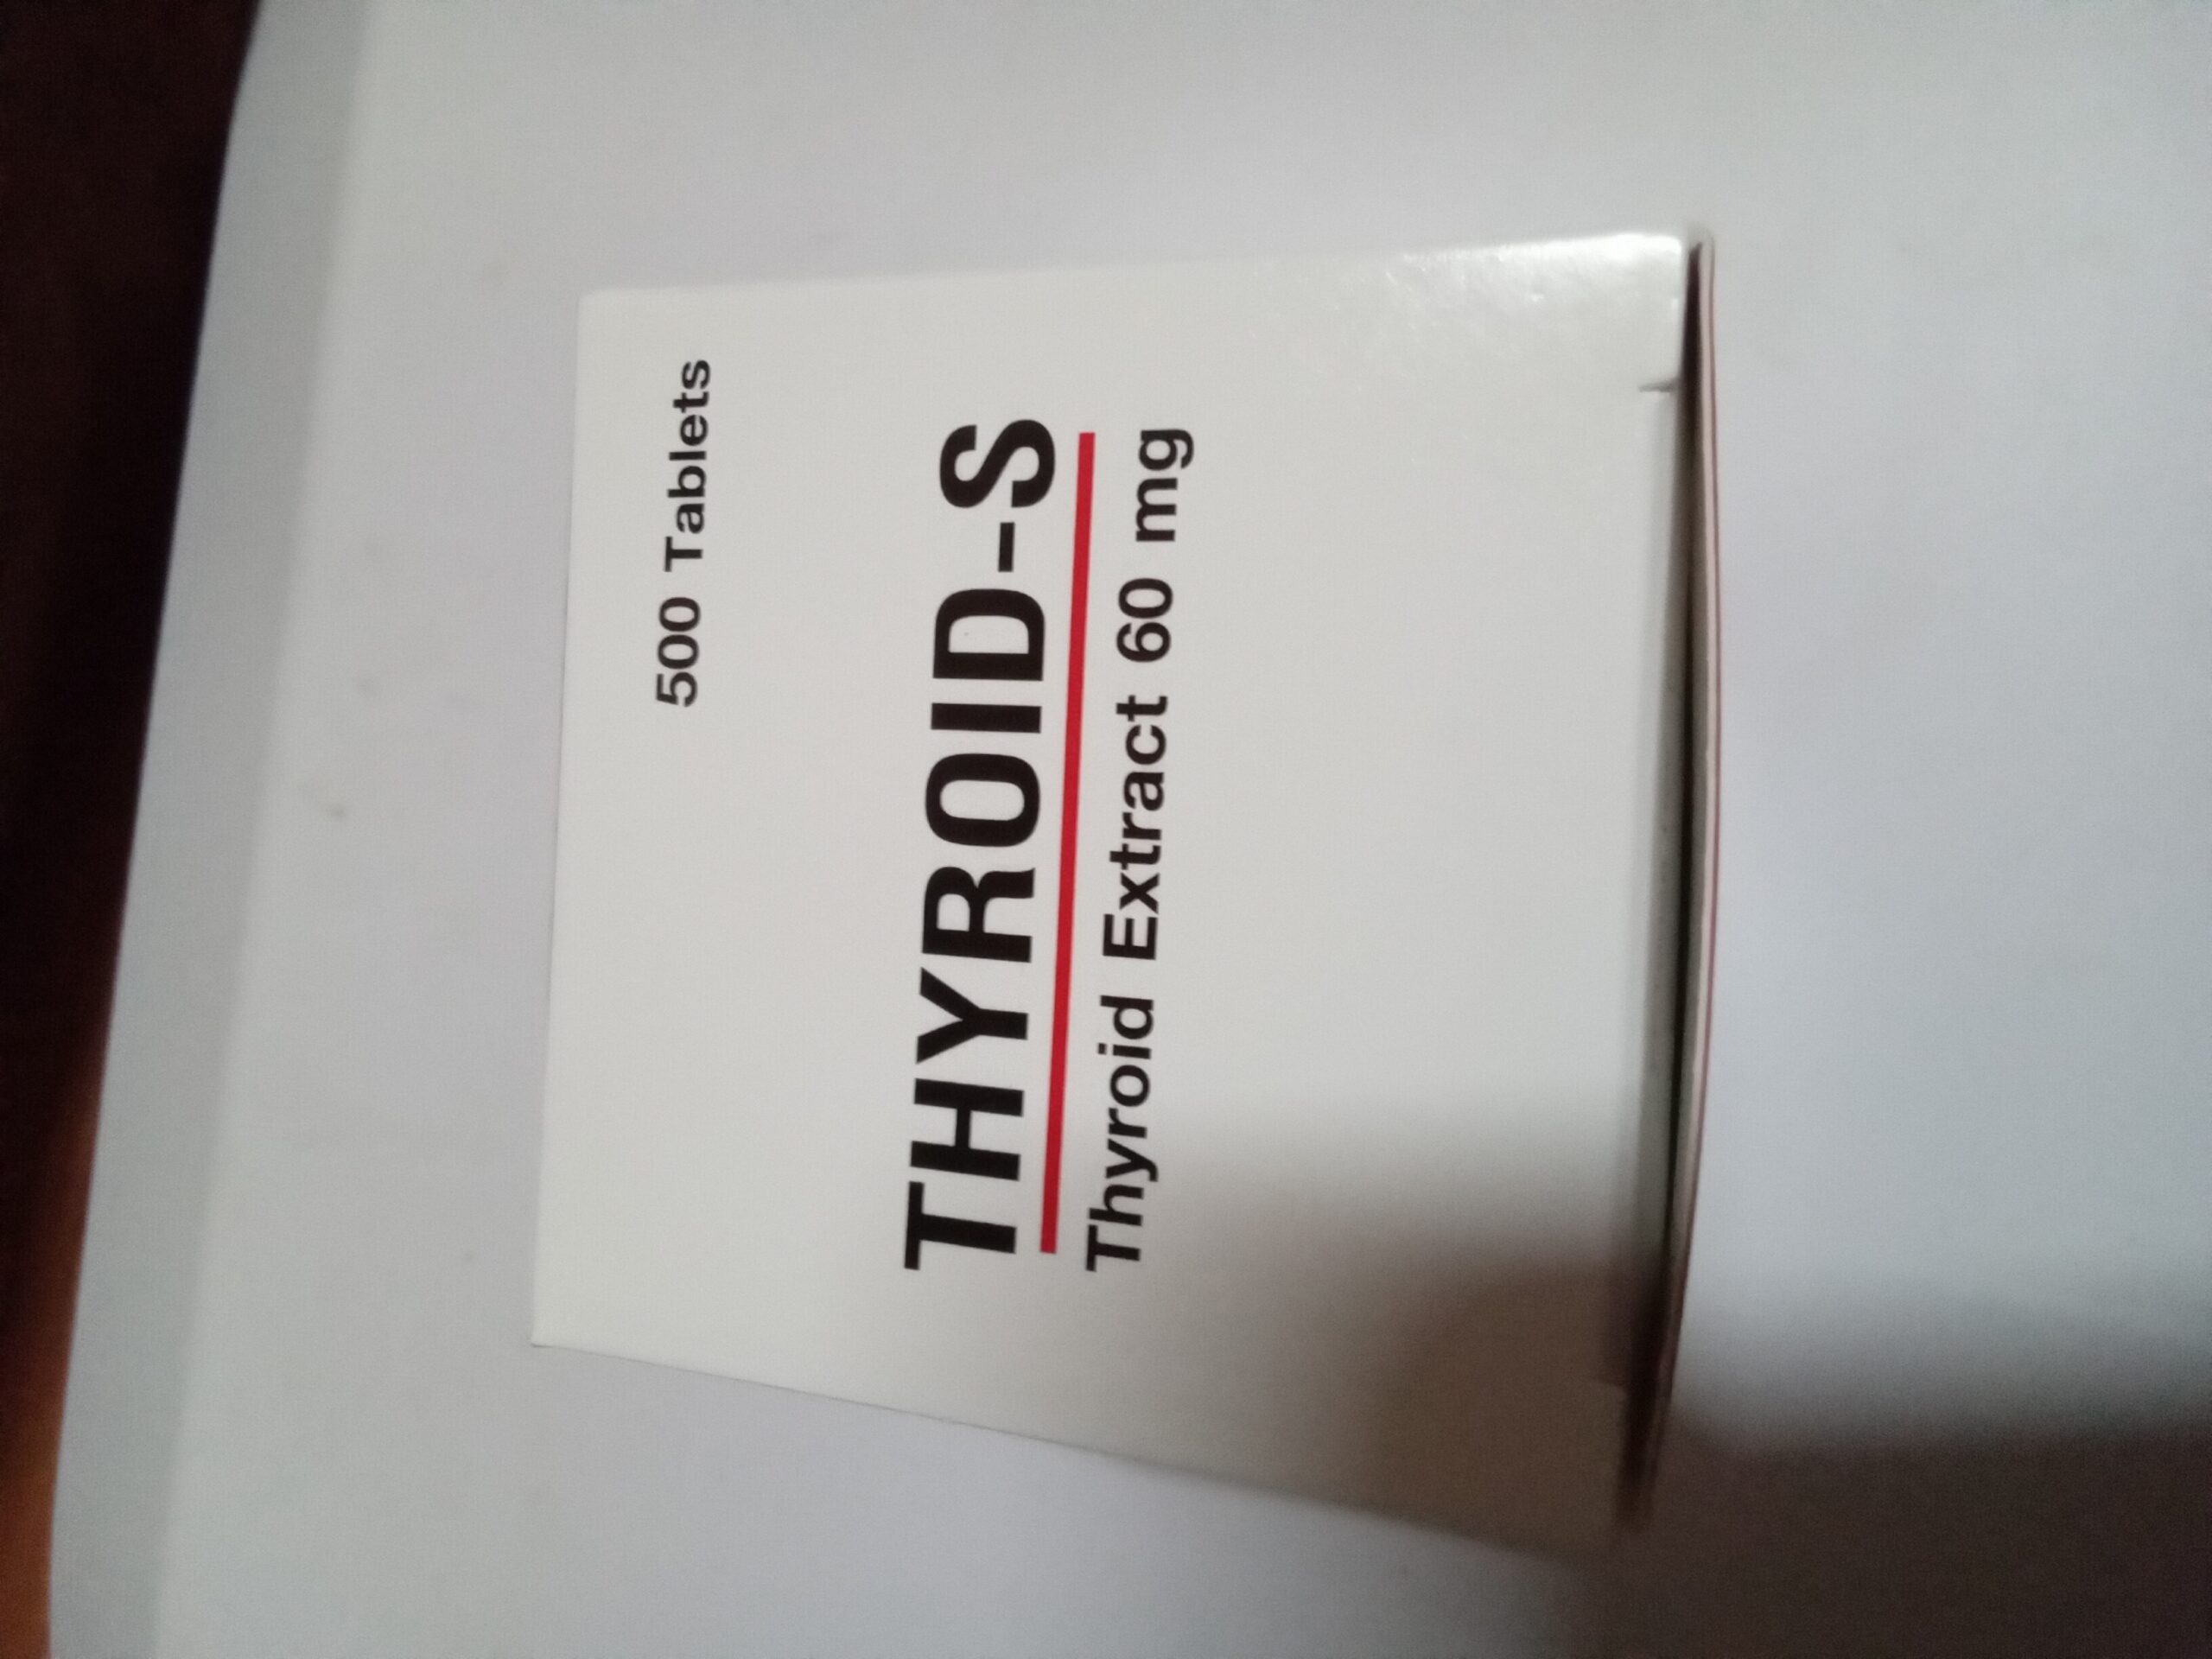 500 Tablets
THYROID-S
Thyroid Extract 60 mg